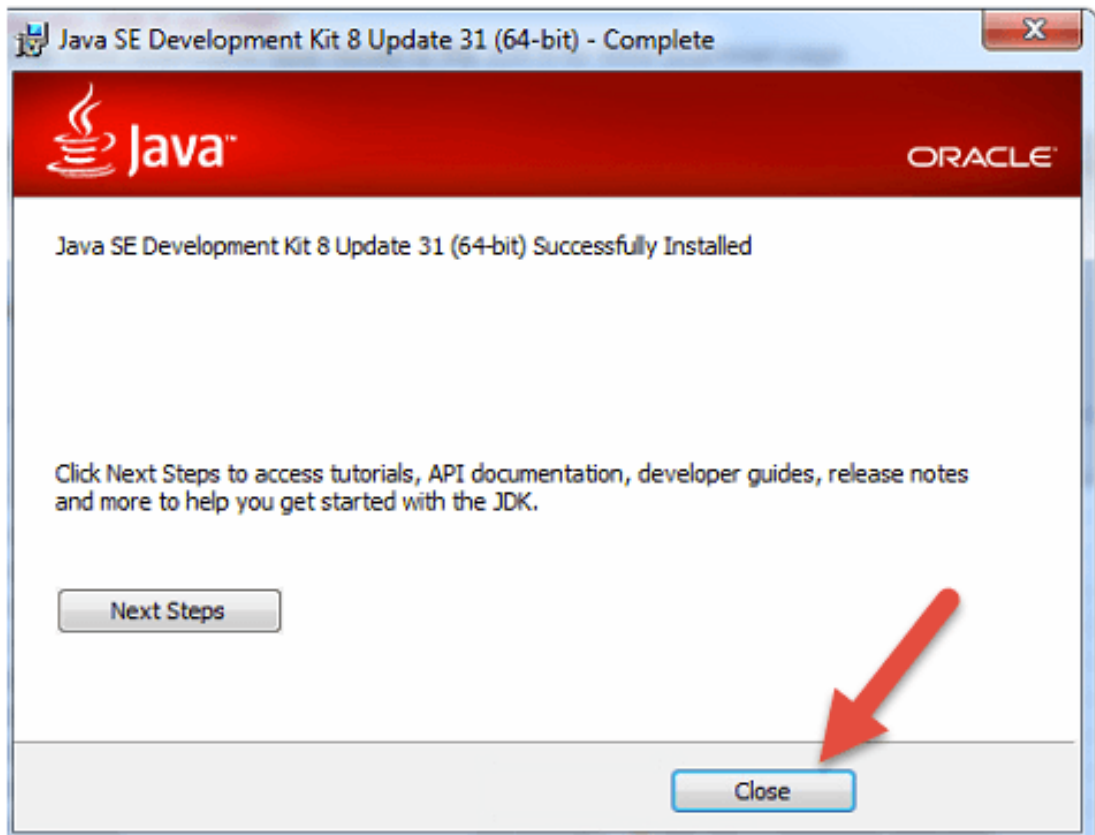 Java SE Development Kit 8 Update 31 (64-bit) - Complete
Java™
ORACLE®
Java SE Development Kit 8 Update 31 (64-bit) Successfully Installed
Click Next Steps to access tutorials, API documentation, developer guides, release notes
and more to help you get started with the JDK.
Next Steps
Close